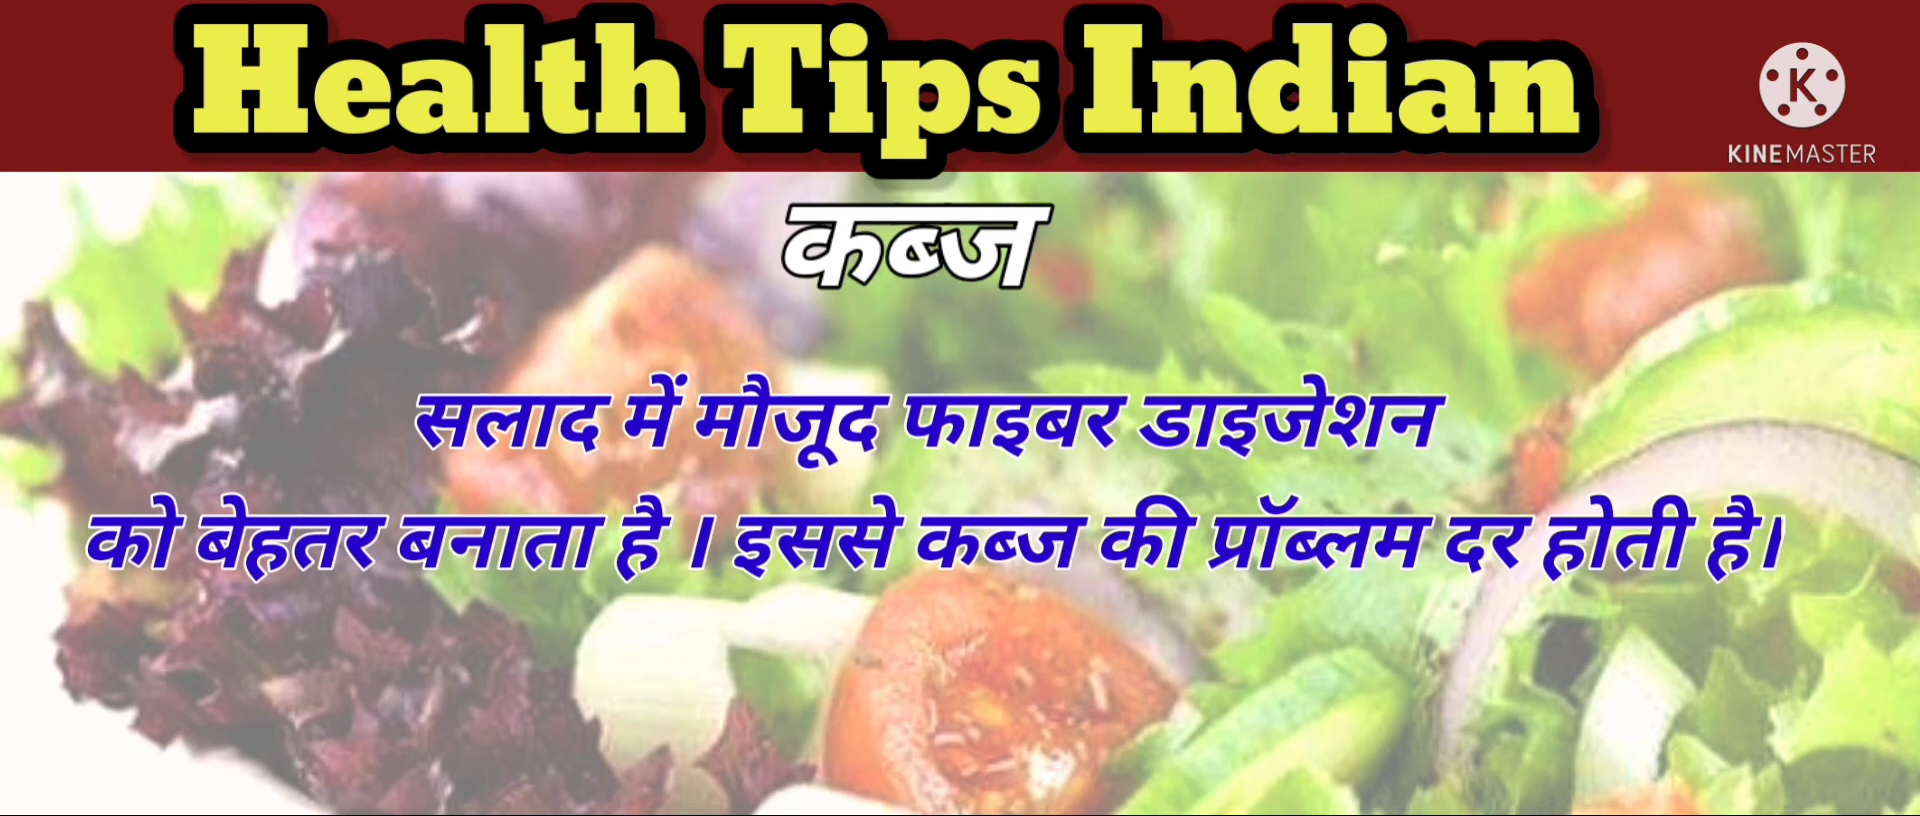 Health Tips Indian
K
KINEMASTER
कब्ज
सलाद में मौजूद फाइबर डाइजेशन
को बेहतर बनाता है । इससे कब्ज की प्रॉब्लम दर होती है।